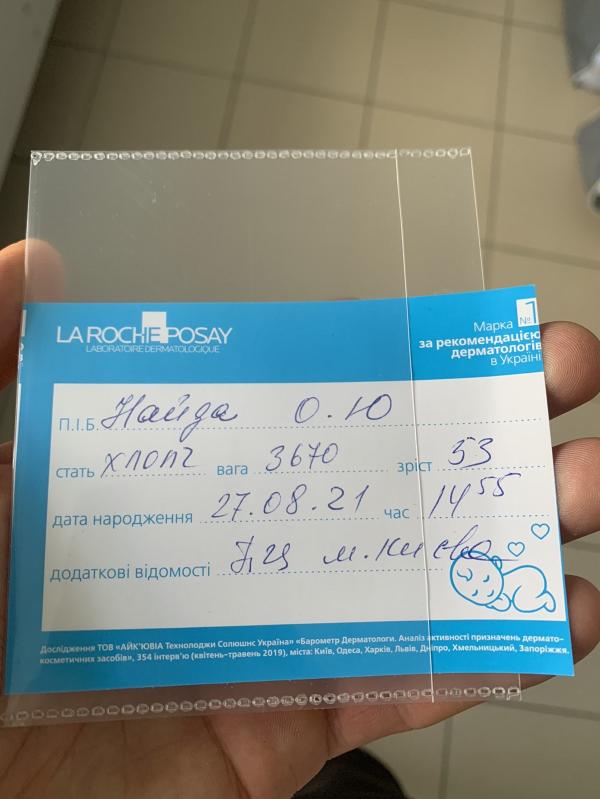 LA ROCHE POSAY
LABORATOIRE DERMATOLOGIQUE
Марка №1
за рекомендацією
дерматологів
в Україні
П.І.Б. Найда О.Ю
стать хлопч вага 3670 зріст 53
дата народження 27.08.21 час 14 55
додаткові відомості м. Києва
Дослідження ТОВ «АЙК'ЮВІА Технолоджи Солюшнс Україна» «Барометр Дерматологи. Аналіз активності призначень дермато–
косметичних засобів», 354 інтерв'ю (квітень–травень 2019), міста: Київ, Одеса, Харків, Львів, Дніпро, Хмельницький, Запоріжжя.